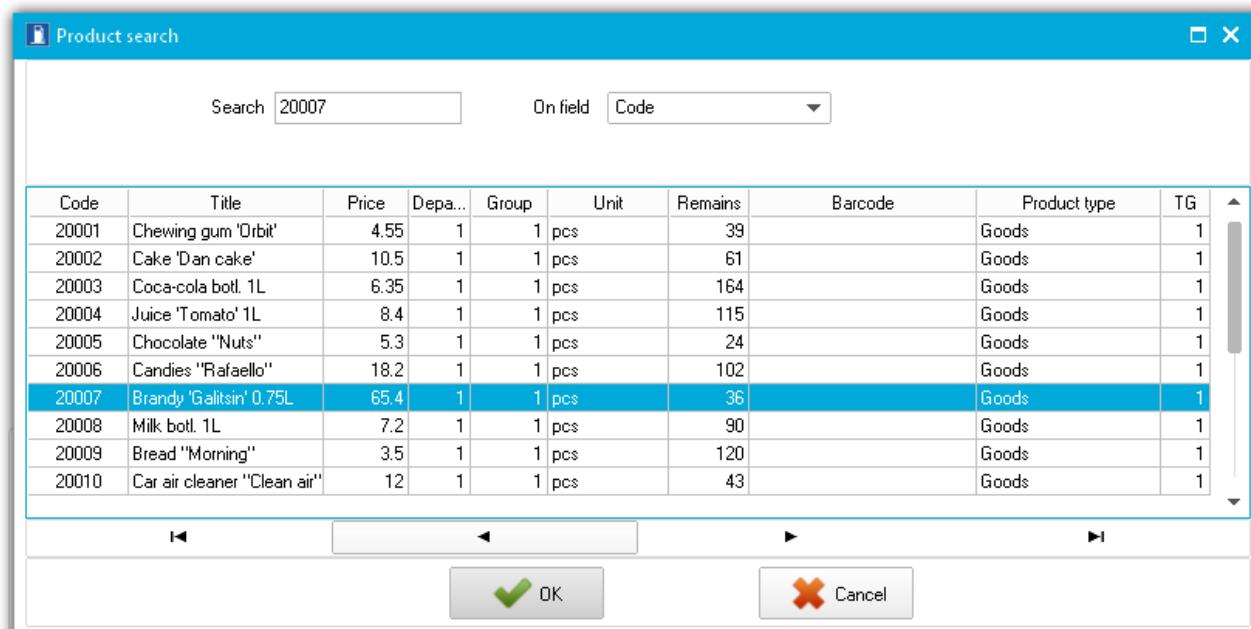 Product search
Search 20007 On field Code
Code Title Price Depa... Group Unit Remains Barcode Product type TG
20001 Chewing gum 'Orbit' 4.55 1 1 pcs 39 Goods 1
20002 Cake 'Dan cake' 10.5 1 1 pcs 61 Goods 1
20003 Coca-cola botl. 1L 6.35 1 1 pcs 164 Goods 1
20004 Juice 'Tomato' 1L 8.4 1 1 pcs 115 Goods 1
20005 Chocolate "Nuts" 5.3 1 1 pcs 24 Goods 1
20006 Candies "Rafaello" 18.2 1 1 pcs 102 Goods 1
20007 Brandy 'Galitsin' 0.75L 65.4 1 1 pcs 36 Goods 1
20008 Milk botl. 1L 7.2 1 1 pcs 90 Goods 1
20009 Bread "Morning" 3.5 1 1 pcs 120 Goods 1
20010 Car air cleaner "Clean air" 12 1 1 pcs 43 Goods 1
OK Cancel